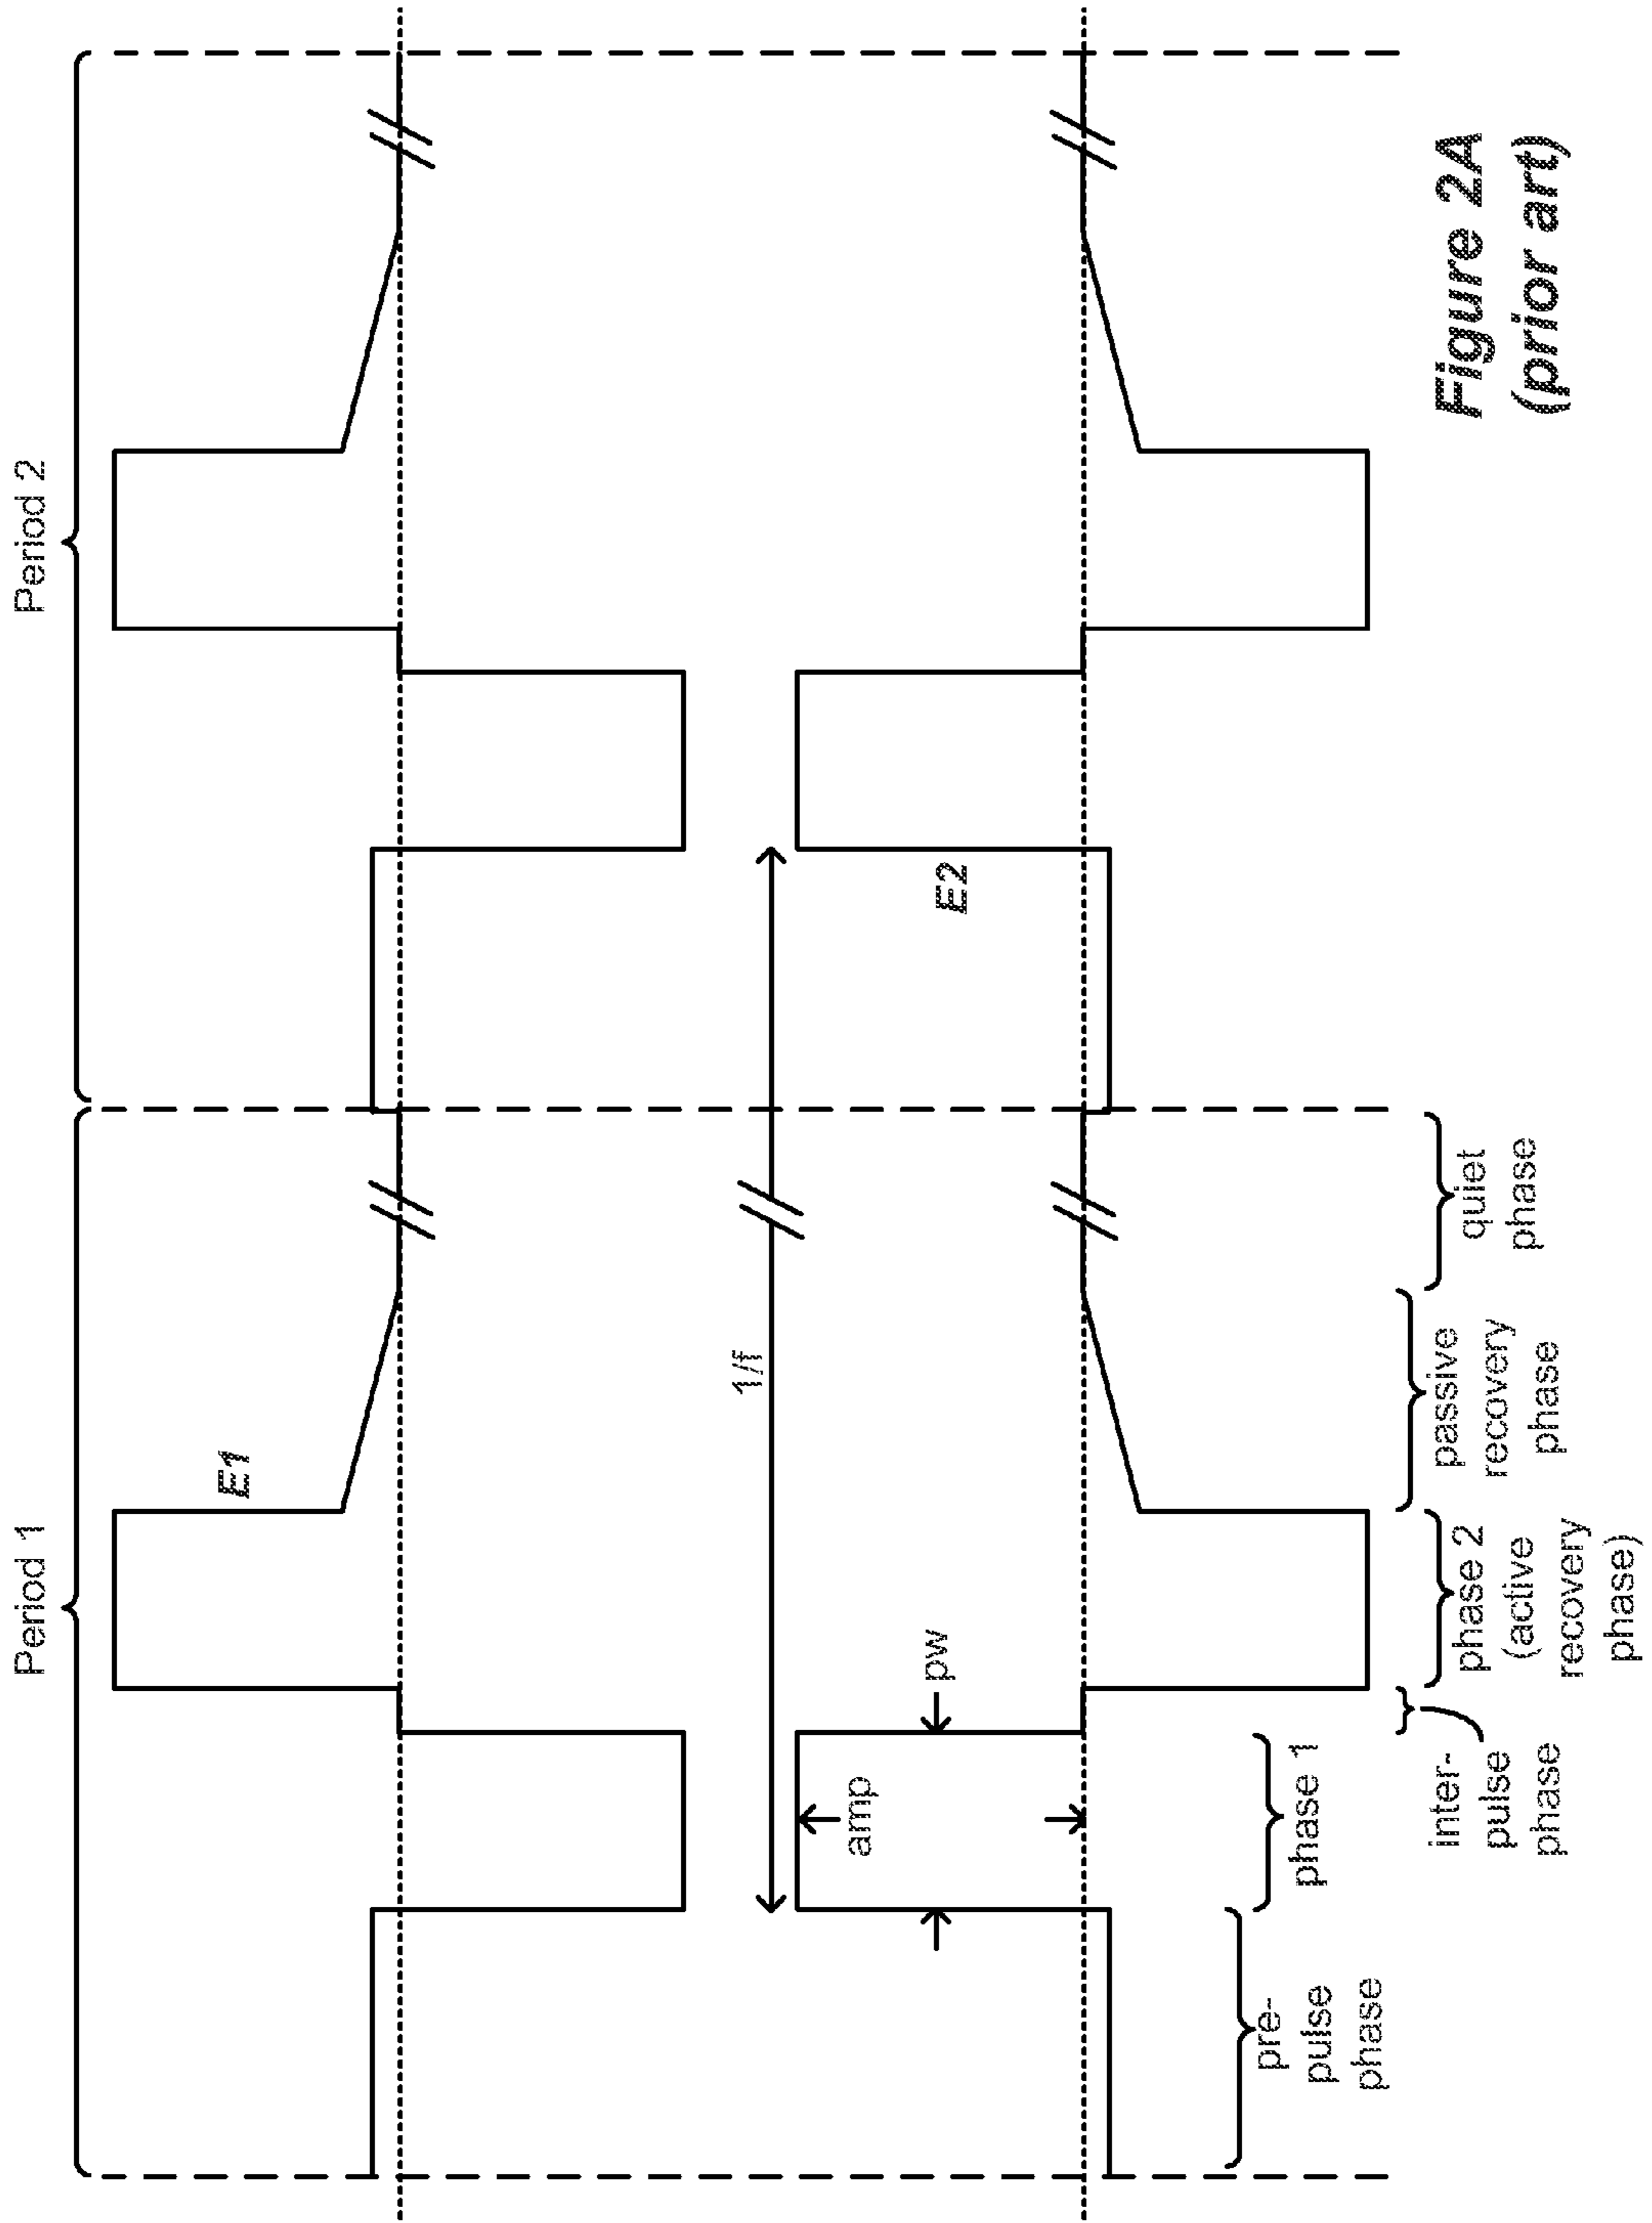 Period 1
Period 2
E1
1/f
E2
amp
pw
pre-
pulse
phase
phase 1
inter-
pulse
phase
phase 2
(active
recovery
phase)
passive
recovery
phase
quiet
phase
Figure 2A
(prior art)